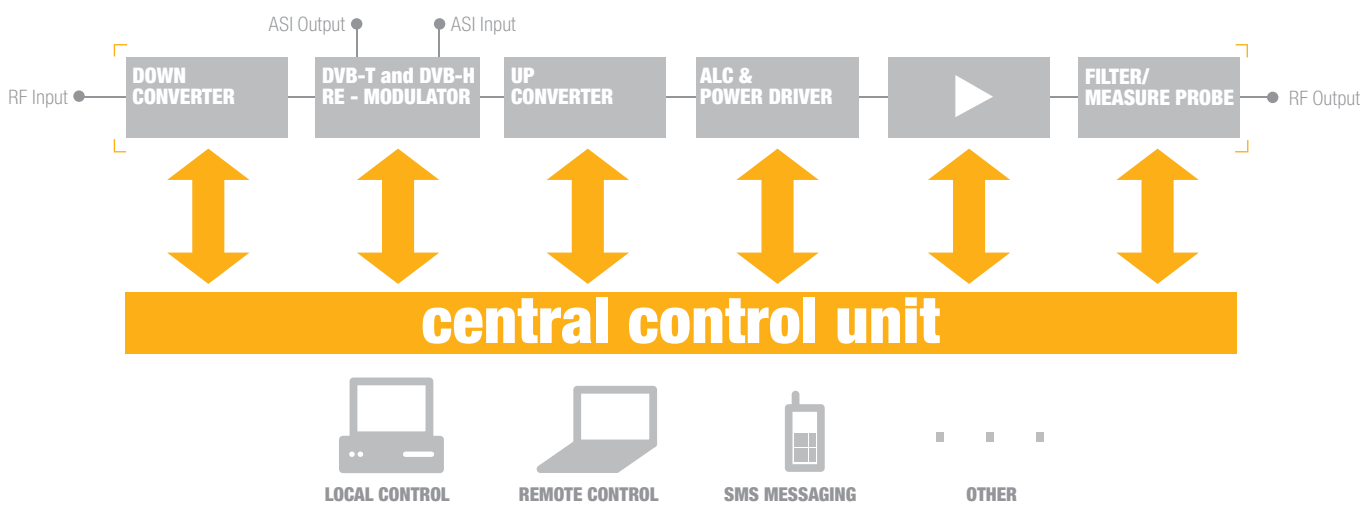 ASI Output
ASI Input
RF Input
DOWN
CONVERTER
DVB-T and DVB-H
RE - MODULATOR
UP
CONVERTER
ALC &
POWER DRIVER
FILTER/
MEASURE PROBE
RF Output
central control unit
LOCAL CONTROL
REMOTE CONTROL
SMS MESSAGING
OTHER